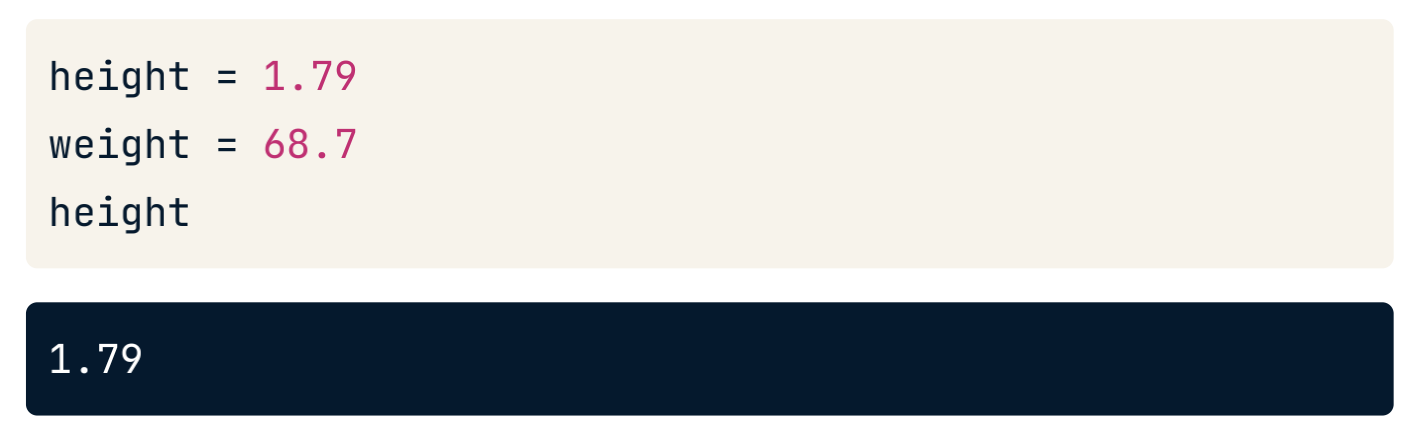 height = 1.79
weight = 68.7
height
1.79